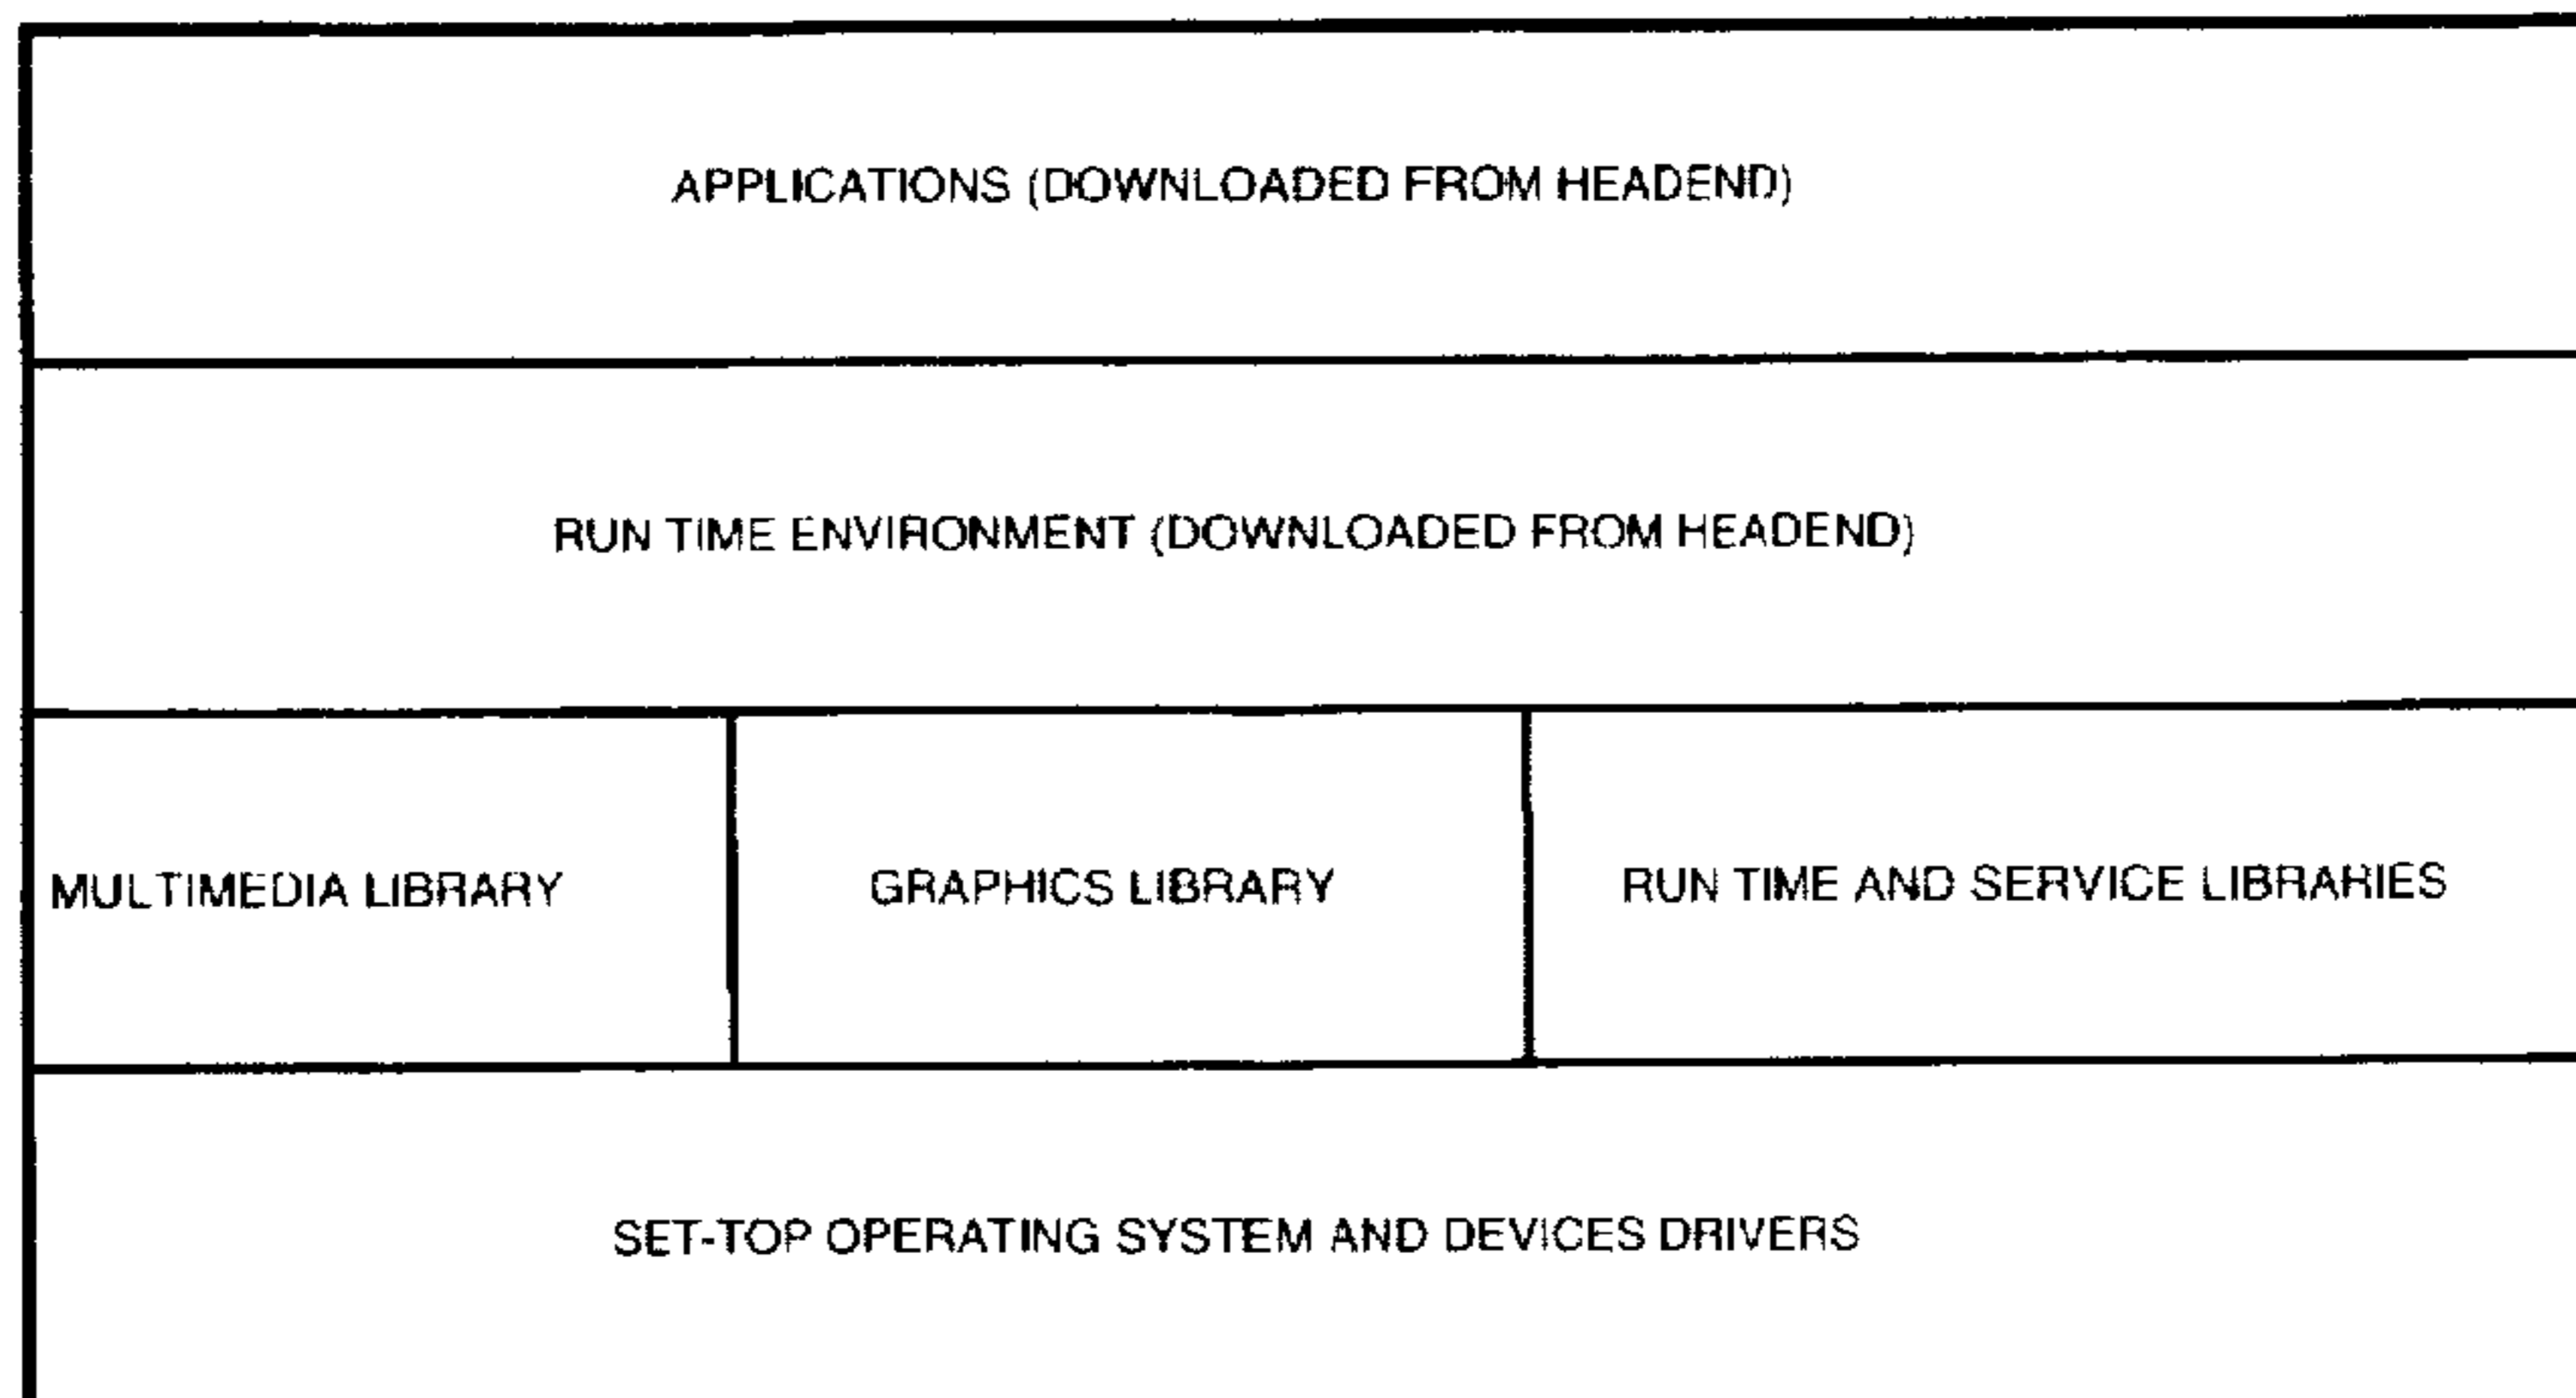 APPLICATIONS (DOWNLOADED FROM HEADEND)
RUN TIME ENVIRONMENT (DOWNLOADED FROM HEADEND)
MULTIMEDIA LIBRARY
GRAPHICS LIBRARY
RUN TIME AND SERVICE LIBRARIES
SET-TOP OPERATING SYSTEM AND DEVICES DRIVERS